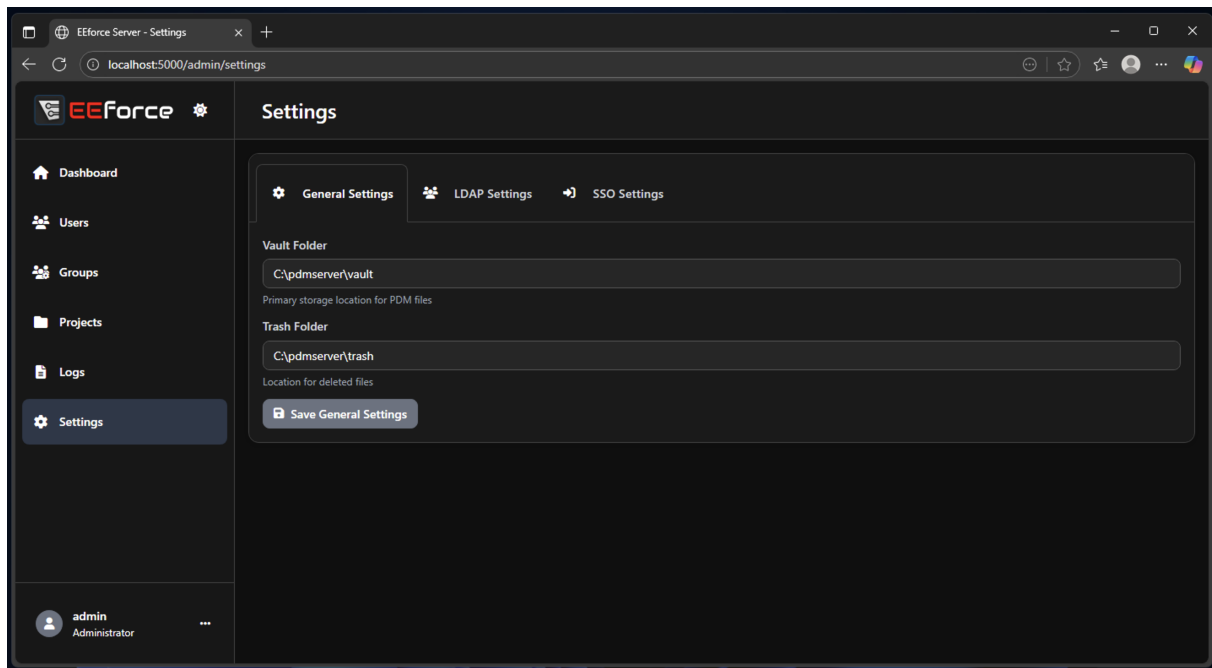 EEforce Server - Settings
localhost:5000/admin/settings
EEforce
Settings
Dashboard
Users
Groups
Projects
Logs
Settings
General Settings
LDAP Settings
SSO Settings
Vault Folder
C:\pdmserver\vault
Primary storage location for PDM files
Trash Folder
C:\pdmserver\trash
Location for deleted files
Save General Settings
admin
Administrator